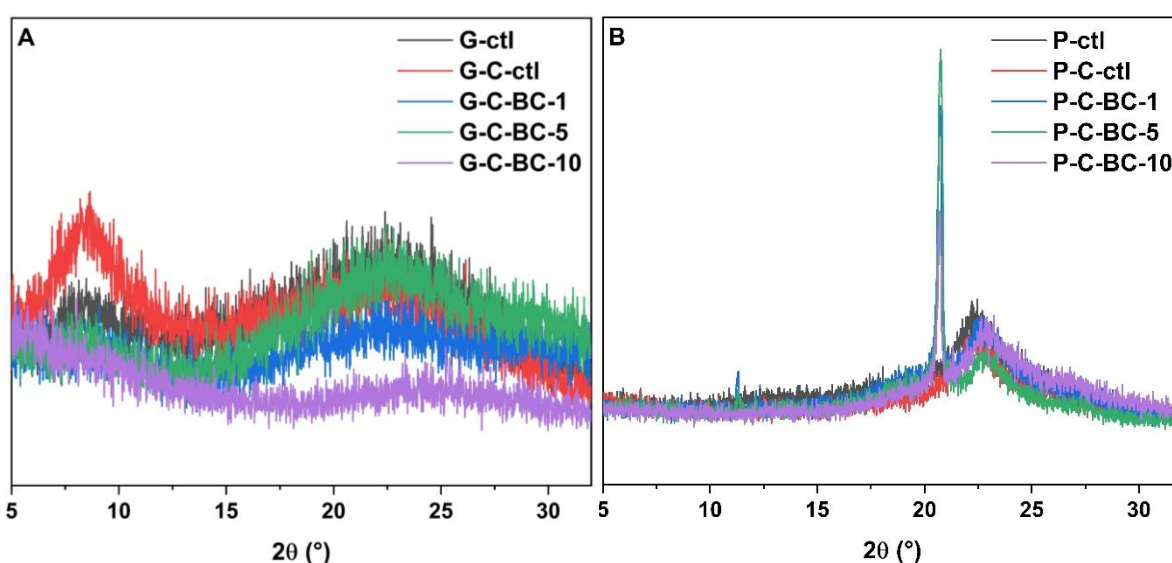 A
G-ctl
G-C-ctl
G-C-BC-1
G-C-BC-5
G-C-BC-10
5 10 15 20 25 30
2θ (°)
B
P-ctl
P-C-ctl
P-C-BC-1
P-C-BC-5
P-C-BC-10
5 10 15 20 25 30
2θ (°)